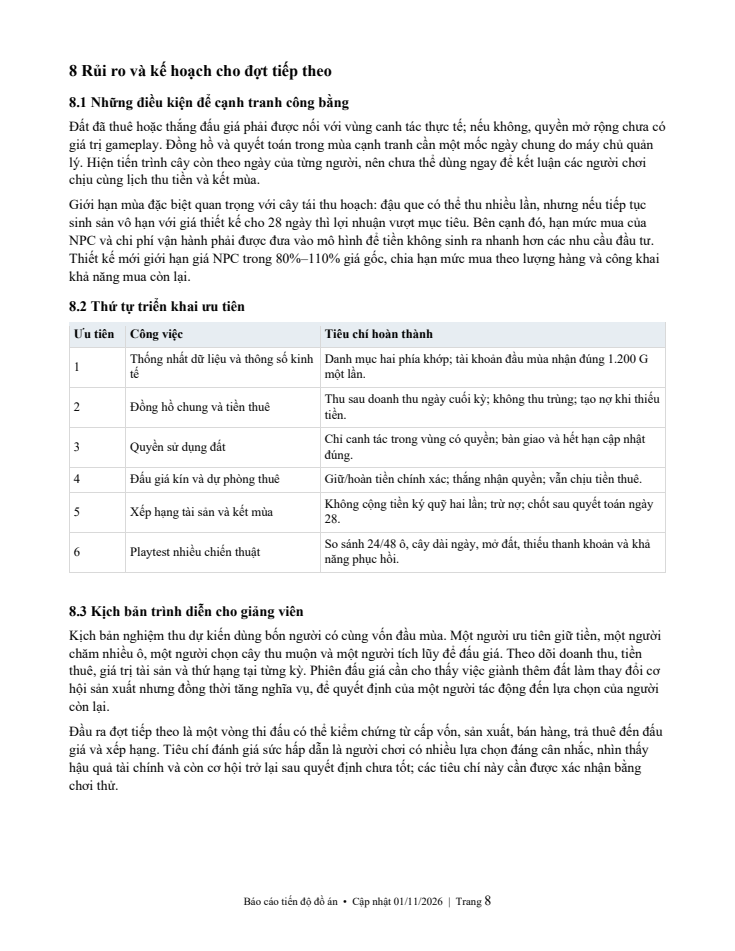 8 Rủi ro và kế hoạch cho đợt tiếp theo
8.1 Những điều kiện để cạnh tranh công bằng
Đất đã thuê hoặc thắng đấu giá phải được nối với vùng canh tác thực tế; nếu không, quyền mở rộng chưa có
giá trị gameplay. Đồng hồ và quyết toán trong mùa cạnh tranh cần một mốc ngày chung do máy chủ quản
lý. Hiện tiến trình cây còn theo ngày của từng người, nên chưa thể dùng ngay để kết luận các người chơi
chịu cùng lịch thu tiền và kết mùa.
Giới hạn mùa đặc biệt quan trọng với cây tái thu hoạch: đậu que có thể thu nhiều lần, nhưng nếu tiếp tục
sinh sản vô hạn với giá thiết kế cho 28 ngày thì lợi nhuận vượt mục tiêu. Bên cạnh đó, hạn mức mua của
NPC và chi phí vận hành phải được đưa vào mô hình để tiền không sinh ra nhanh hơn các nhu cầu đầu tư.
Thiết kế mới giới hạn giá NPC trong 80%–110% giá gốc, chia hạn mức mua theo lượng hàng và công khai
khả năng mua còn lại.
8.2 Thứ tự triển khai ưu tiên
Ưu tiên Công việc Tiêu chí hoàn thành
1 Thống nhất dữ liệu và thông số kinh tế Danh mục hai phía khớp; tài khoản đầu mùa nhận đúng 1.200 G một lần.
2 Đồng hồ chung và tiền thuê Thu sau doanh thu ngày cuối kỳ; không thu trùng; tạo nợ khi thiếu tiền.
3 Quyền sử dụng đất Chỉ canh tác trong vùng có quyền; bàn giao và hết hạn cập nhật đúng.
4 Đấu giá kín và dự phòng thuê Giữ/hoàn tiền chính xác; thắng nhận quyền; vẫn chịu tiền thuê.
5 Xếp hạng tài sản và kết mùa Không cộng tiền ký quỹ hai lần; trừ nợ; chốt sau quyết toán ngày 28.
6 Playtest nhiều chiến thuật So sánh 24/48 ô, cây dài ngày, mở đất, thiếu thanh khoản và khả năng phục hồi.
8.3 Kịch bản trình diễn cho giảng viên
Kịch bản nghiệm thu dự kiến dùng bốn người có cùng vốn đầu mùa. Một người ưu tiên giữ tiền, một người
chăm nhiều ô, một người chọn cây thu muộn và một người tích lũy để đấu giá. Theo dõi doanh thu, tiền
thuê, giá trị tài sản và thứ hạng tại từng kỳ. Phiên đấu giá cần cho thấy việc giành thêm đất làm thay đổi cơ
hội sản xuất nhưng đồng thời tăng nghĩa vụ, để quyết định của một người tác động đến lựa chọn của người
còn lại.
Đầu ra đợt tiếp theo là một vòng thi đấu có thể kiểm chứng từ cấp vốn, sản xuất, bán hàng, trả thuê đến đấu
giá và xếp hạng. Tiêu chí đánh giá sức hấp dẫn là người chơi có nhiều lựa chọn đáng cân nhắc, nhìn thấy
hậu quả tài chính và còn cơ hội trở lại sau quyết định chưa tốt; các tiêu chí này cần được xác nhận bằng
chơi thử.
Báo cáo tiến độ đồ án • Cập nhật 01/11/2026 | Trang 8